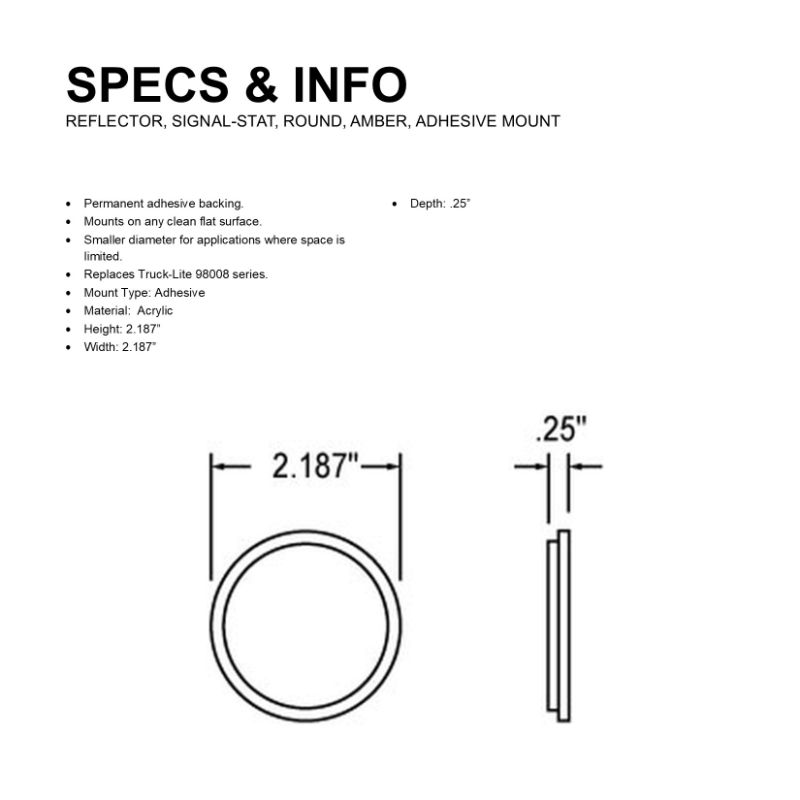 SPECS & INFO
REFLECTOR, SIGNAL-STAT, ROUND, AMBER, ADHESIVE MOUNT
• Permanent adhesive backing.
• Mounts on any clean flat surface.
• Smaller diameter for applications where space is
limited.
• Replaces Truck-Lite 98008 series.
• Mount Type: Adhesive
• Material:  Acrylic
• Height: 2.187”
• Width: 2.187”
• Depth: .25”
.25"
2.187"